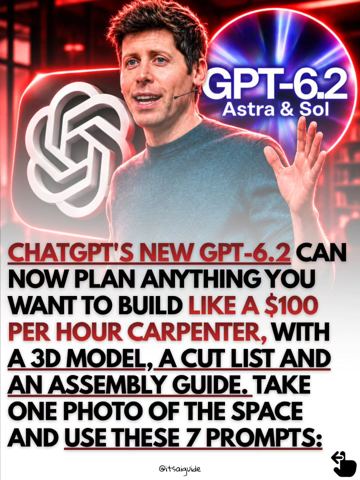 GPT-6.2
Astra & Sol
CHATGPT'S NEW GPT-6.2 CAN
NOW PLAN ANYTHING YOU
WANT TO BUILD LIKE A $100
PER HOUR CARPENTER, WITH
A 3D MODEL, A CUT LIST AND
AN ASSEMBLY GUIDE. TAKE
ONE PHOTO OF THE SPACE
AND USE THESE 7 PROMPTS:
@itsaiguide